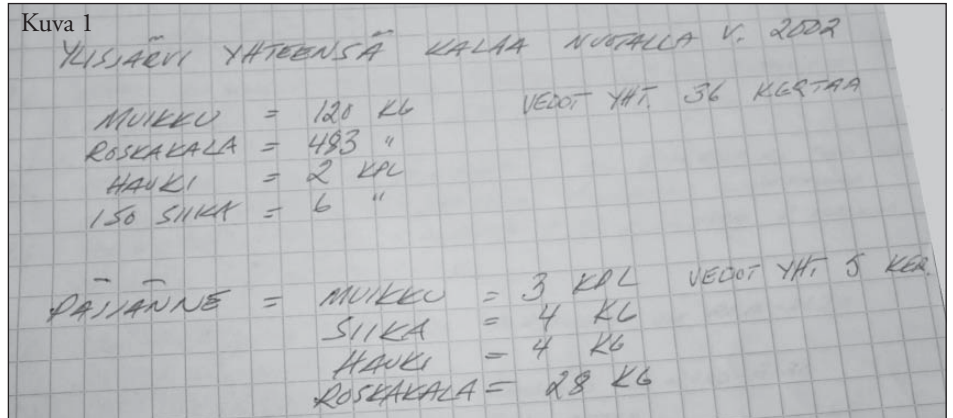 Kuva 1
YLISJÄRVI YHTEENSÄ KALAA NUOTALLA V. 2002
MUIKKU = 120 KG VEDOT YHT. 36 KERTAA
ROSKAKALA = 483 "
HAUKI = 2 KPL
ISO SIIKA = 6 "
PÄIJÄNNE = MUIKKU = 3 KPL VEDOT YHT. 5 KER.
SIIKA = 4 KG
HAUKI = 4 KG
ROSKAKALA = 28 KG